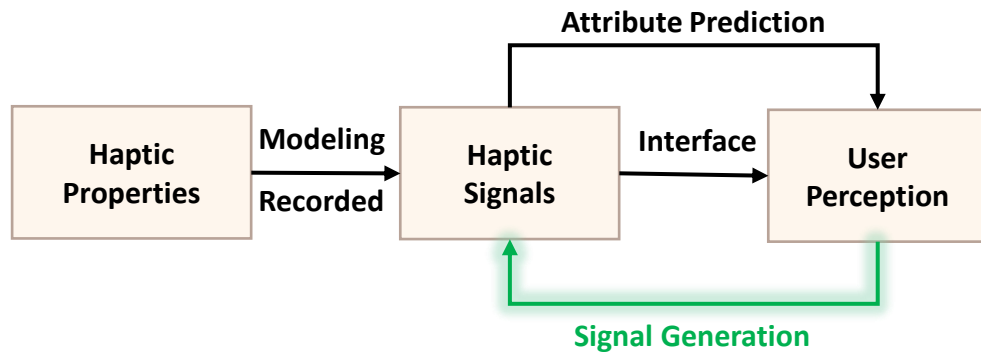 Attribute Prediction
Haptic
Properties
Modeling
Recorded
Haptic
Signals
Interface
User
Perception
Signal Generation